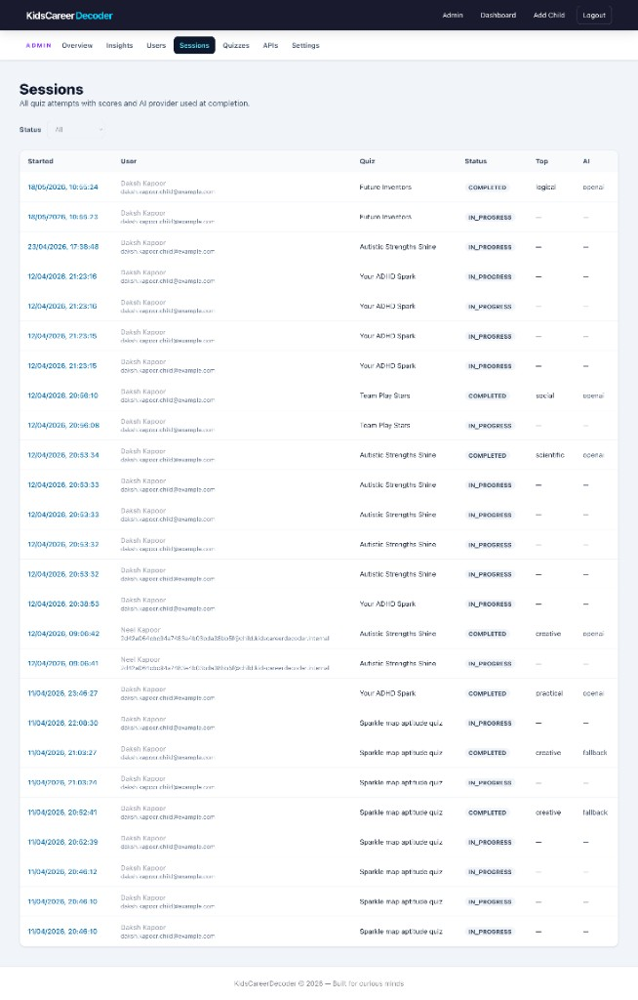 KidsCareerDecoder
Admin Dashboard Add Child Logout
ADMIN Overview Insights Users Sessions Quizzes APIs Settings
Sessions
All quiz attempts with scores and AI provider used at completion.
Status All
Started User Quiz Status Top AI
18/05/2026, 10:55:24 Daksh Kapoor Future Inventors COMPLETED logical openai
daksh.kapoor.child@example.com
18/05/2026, 10:55:23 Daksh Kapoor Future Inventors IN_PROGRESS — —
daksh.kapoor.child@example.com
23/04/2026, 17:38:48 Daksh Kapoor Autistic Strengths Shine IN_PROGRESS — —
daksh.kapoor.child@example.com
12/04/2026, 21:23:16 Daksh Kapoor Your ADHD Spark IN_PROGRESS — —
daksh.kapoor.child@example.com
12/04/2026, 21:23:16 Daksh Kapoor Your ADHD Spark IN_PROGRESS — —
daksh.kapoor.child@example.com
12/04/2026, 21:23:15 Daksh Kapoor Your ADHD Spark IN_PROGRESS — —
daksh.kapoor.child@example.com
12/04/2026, 21:23:15 Daksh Kapoor Your ADHD Spark IN_PROGRESS — —
daksh.kapoor.child@example.com
12/04/2026, 20:56:10 Daksh Kapoor Team Play Stars COMPLETED social openai
daksh.kapoor.child@example.com
12/04/2026, 20:56:08 Daksh Kapoor Team Play Stars IN_PROGRESS — —
daksh.kapoor.child@example.com
12/04/2026, 20:53:34 Daksh Kapoor Autistic Strengths Shine COMPLETED scientific openai
daksh.kapoor.child@example.com
12/04/2026, 20:53:33 Daksh Kapoor Autistic Strengths Shine IN_PROGRESS — —
daksh.kapoor.child@example.com
12/04/2026, 20:53:33 Daksh Kapoor Autistic Strengths Shine IN_PROGRESS — —
daksh.kapoor.child@example.com
12/04/2026, 20:53:32 Daksh Kapoor Autistic Strengths Shine IN_PROGRESS — —
daksh.kapoor.child@example.com
12/04/2026, 20:53:32 Daksh Kapoor Autistic Strengths Shine IN_PROGRESS — —
daksh.kapoor.child@example.com
12/04/2026, 20:38:53 Daksh Kapoor Your ADHD Spark IN_PROGRESS — —
daksh.kapoor.child@example.com
12/04/2026, 09:06:42 Neel Kapoor Autistic Strengths Shine COMPLETED creative openai
12/04/2026, 09:06:41 Neel Kapoor Autistic Strengths Shine IN_PROGRESS — —
11/04/2026, 23:46:27 Daksh Kapoor Your ADHD Spark COMPLETED practical openai
daksh.kapoor.child@example.com
11/04/2026, 22:08:30 Daksh Kapoor Sparkle map aptitude quiz IN_PROGRESS — —
daksh.kapoor.child@example.com
11/04/2026, 21:03:27 Daksh Kapoor Sparkle map aptitude quiz COMPLETED creative fallback
daksh.kapoor.child@example.com
11/04/2026, 21:03:24 Daksh Kapoor Sparkle map aptitude quiz IN_PROGRESS — —
daksh.kapoor.child@example.com
11/04/2026, 20:52:41 Daksh Kapoor Sparkle map aptitude quiz COMPLETED creative fallback
daksh.kapoor.child@example.com
11/04/2026, 20:52:39 Daksh Kapoor Sparkle map aptitude quiz IN_PROGRESS — —
daksh.kapoor.child@example.com
11/04/2026, 20:46:12 Daksh Kapoor Sparkle map aptitude quiz IN_PROGRESS — —
daksh.kapoor.child@example.com
11/04/2026, 20:46:10 Daksh Kapoor Sparkle map aptitude quiz IN_PROGRESS — —
daksh.kapoor.child@example.com
11/04/2026, 20:46:10 Daksh Kapoor Sparkle map aptitude quiz IN_PROGRESS — —
daksh.kapoor.child@example.com
KidsCareerDecoder © 2026 — Built for curious minds